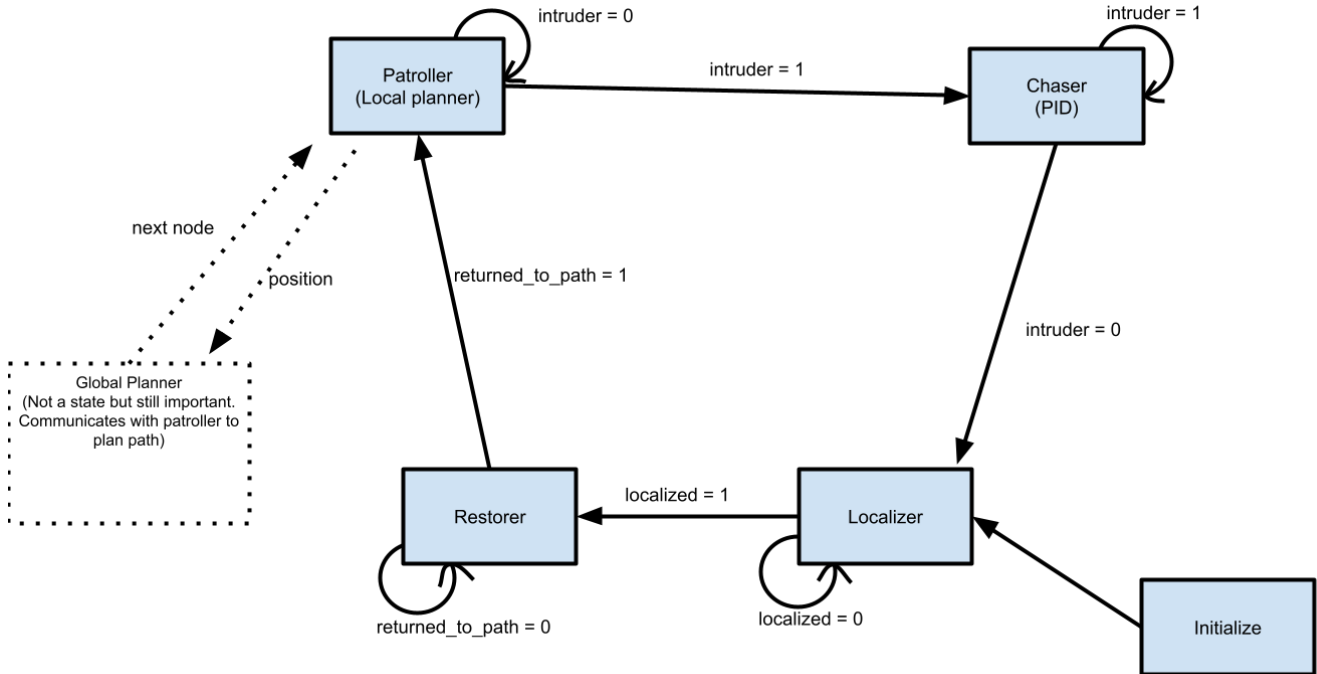 intruder = 0
intruder = 1
Patroller
(Local planner)
intruder = 1
Chaser
(PID)
next node
position
returned_to_path = 1
intruder = 0
Global Planner
(Not a state but still important.
Communicates with patroller to
plan path)
localized = 1
Restorer
Localizer
returned_to_path = 0
localized = 0
Initialize